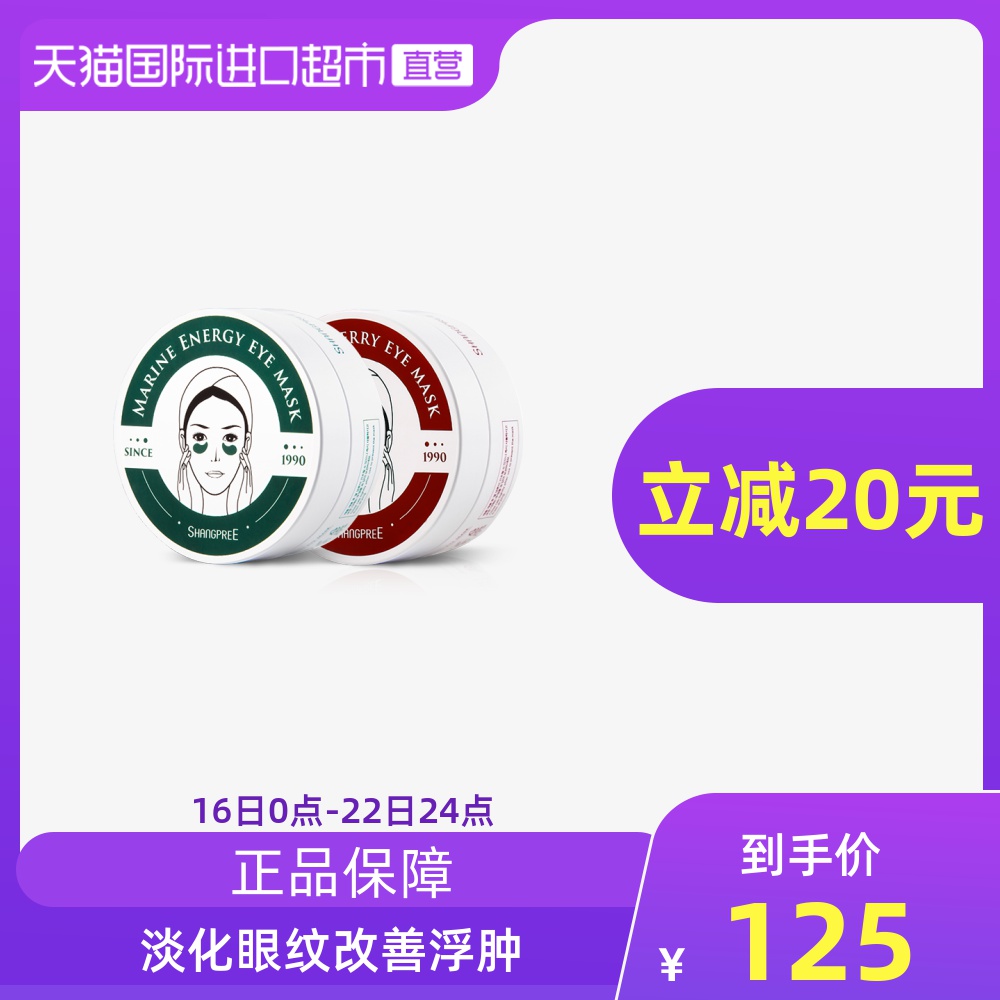 天猫国际进口超市 直营
MARINE ENERGY EYE MASK
SINCE
1990
SHANGPREE
ERRY EYE MASK
1990
SHANGPREE
立减20元
16日0点-22日24点
正品保障
淡化眼纹改善浮肿
到手价
¥ 125